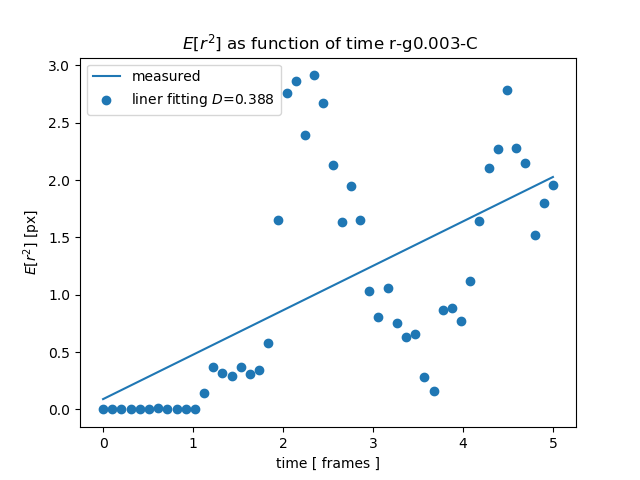 E[r²] as function of time r-g0.003-C
measured
liner fitting D=0.388
3.0
2.5
2.0
1.5
1.0
0.5
0.0
E[r²] [px]
0 1 2 3 4 5
time [ frames ]